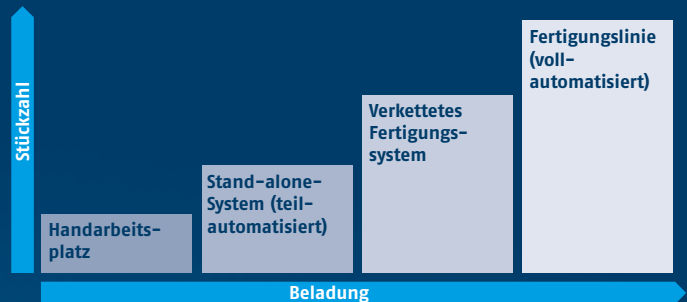 Stückzahl
Handarbeits-
platz
Stand-alone-
System (teil-
automatisiert)
Verkettetes
Fertigungs-
system
Fertigungslinie
(voll-
automatisiert)
Beladung